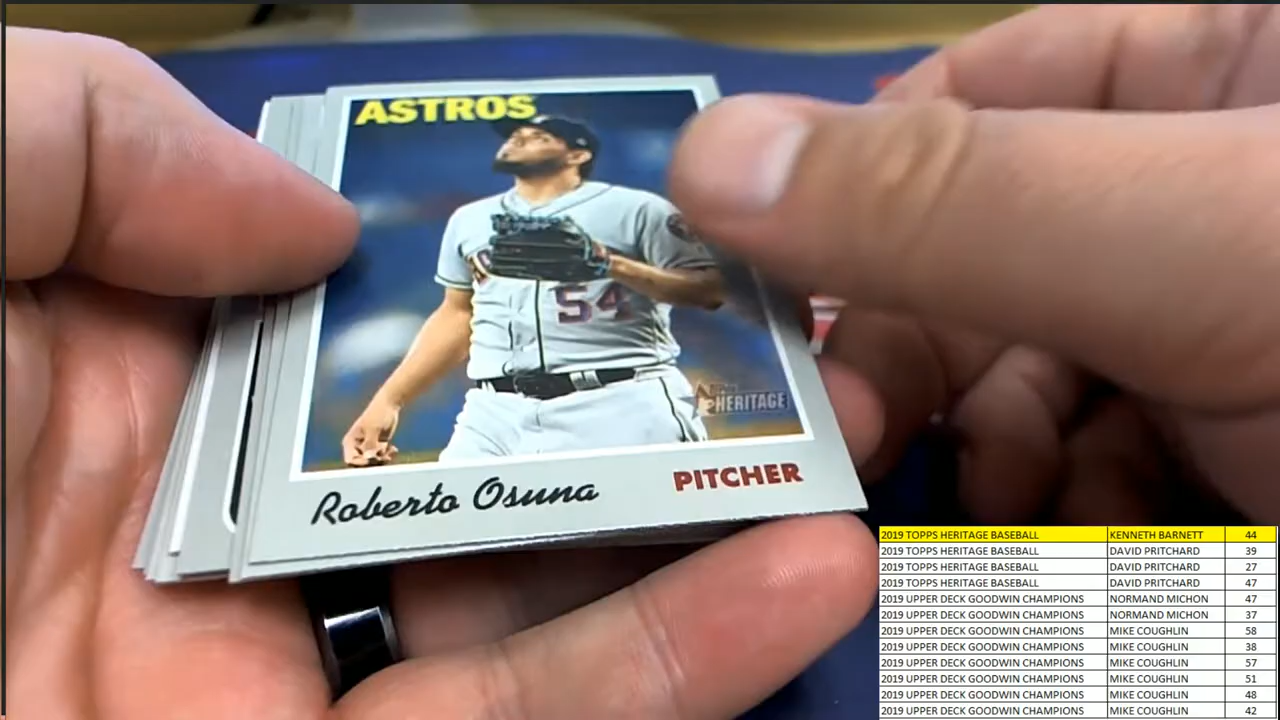 ASTROS
54
Topps
HERITAGE
Roberto Osuna
PITCHER
2019 TOPPS HERITAGE BASEBALL KENNETH BARNETT 44
2019 TOPPS HERITAGE BASEBALL DAVID PRITCHARD 39
2019 TOPPS HERITAGE BASEBALL DAVID PRITCHARD 27
2019 TOPPS HERITAGE BASEBALL DAVID PRITCHARD 47
2019 UPPER DECK GOODWIN CHAMPIONS NORMAND MICHON 47
2019 UPPER DECK GOODWIN CHAMPIONS NORMAND MICHON 37
2019 UPPER DECK GOODWIN CHAMPIONS MIKE COUGHLIN 58
2019 UPPER DECK GOODWIN CHAMPIONS MIKE COUGHLIN 38
2019 UPPER DECK GOODWIN CHAMPIONS MIKE COUGHLIN 57
2019 UPPER DECK GOODWIN CHAMPIONS MIKE COUGHLIN 51
2019 UPPER DECK GOODWIN CHAMPIONS MIKE COUGHLIN 48
2019 UPPER DECK GOODWIN CHAMPIONS MIKE COUGHLIN 42